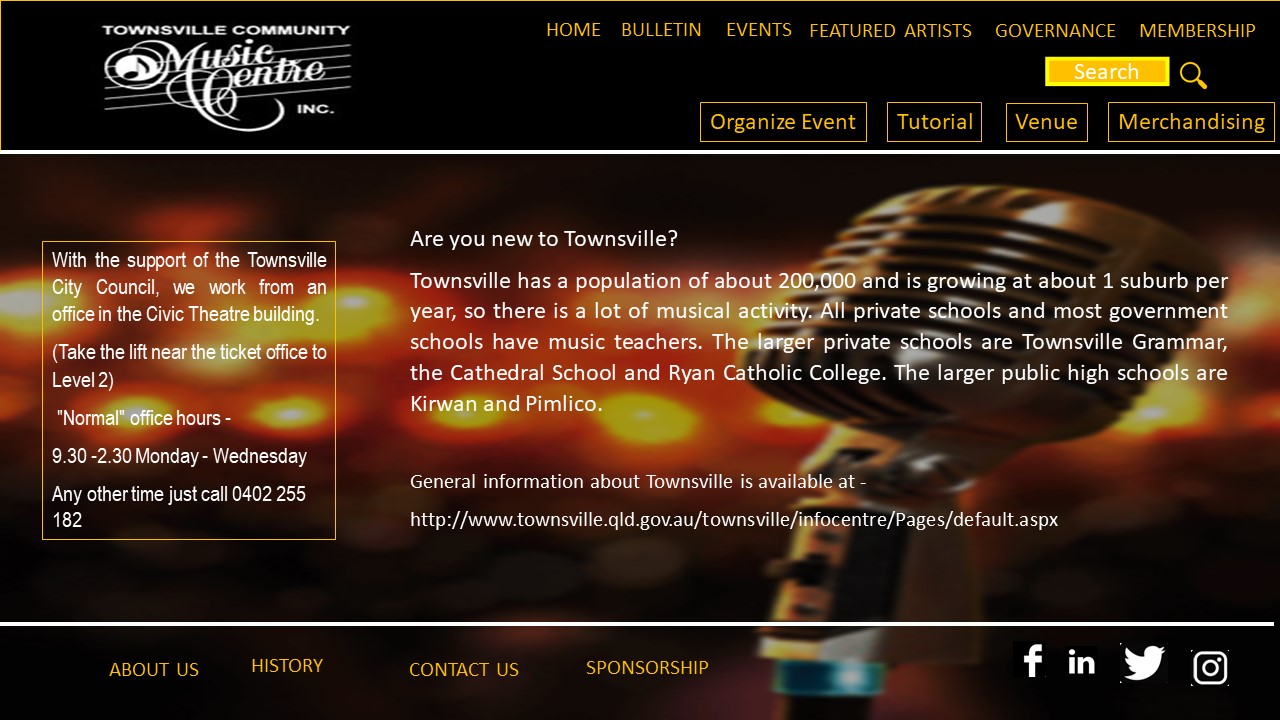 TOWNSVILLE COMMUNITY
Music
Centre
INC.
HOME BULLETIN EVENTS FEATURED ARTISTS GOVERNANCE MEMBERSHIP
Search
Organize Event Tutorial Venue Merchandising
With the support of the Townsville
City Council, we work from an
office in the Civic Theatre building.
(Take the lift near the ticket office to
Level 2)
"Normal" office hours -
9.30 -2.30 Monday - Wednesday
Any other time just call 0402 255
182
Are you new to Townsville?
Townsville has a population of about 200,000 and is growing at about 1 suburb per
year, so there is a lot of musical activity. All private schools and most government
schools have music teachers. The larger private schools are Townsville Grammar,
the Cathedral School and Ryan Catholic College. The larger public high schools are
Kirwan and Pimlico.
General information about Townsville is available at -
http://www.townsville.qld.gov.au/townsville/infocentre/Pages/default.aspx
ABOUT US HISTORY CONTACT US SPONSORSHIP
f in